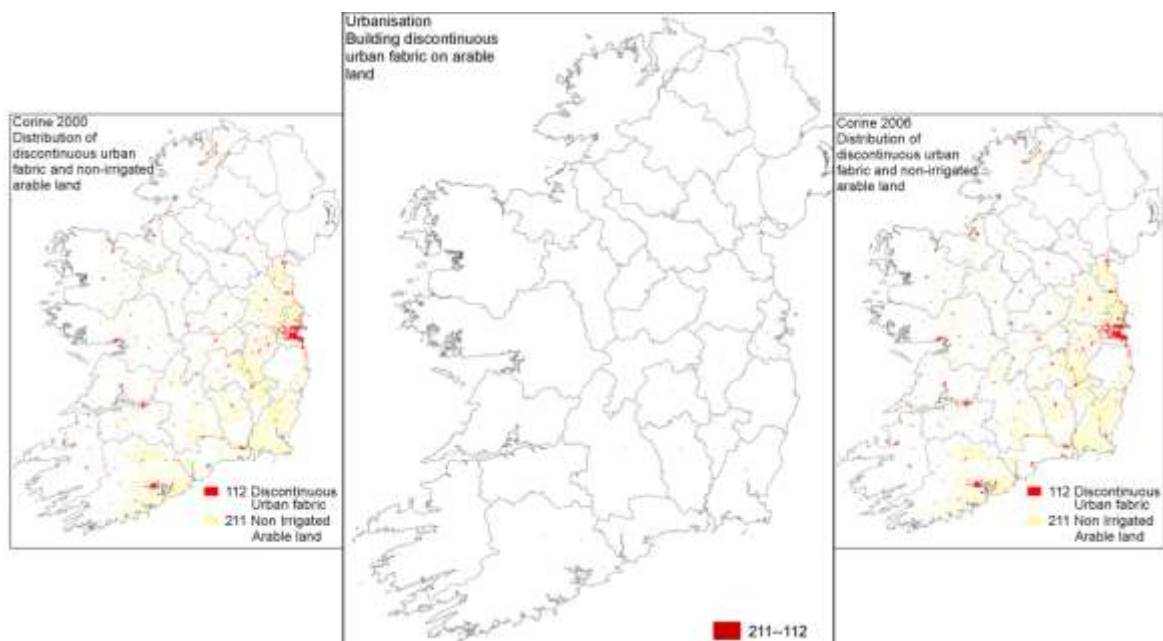 Corine 2000
Distribution of
discontinuous urban
fabric and non-irrigated
arable land
112 Discontinuous
Urban fabric
211 Non Irrigated
Arable land
Urbanisation
Building discontinuous
urban fabric on arable
land
211--112
Corine 2006
Distribution of
discontinuous urban
fabric and non-irrigated
arable land
112 Discontinuous
Urban fabric
211 Non Irrigated
Arable land